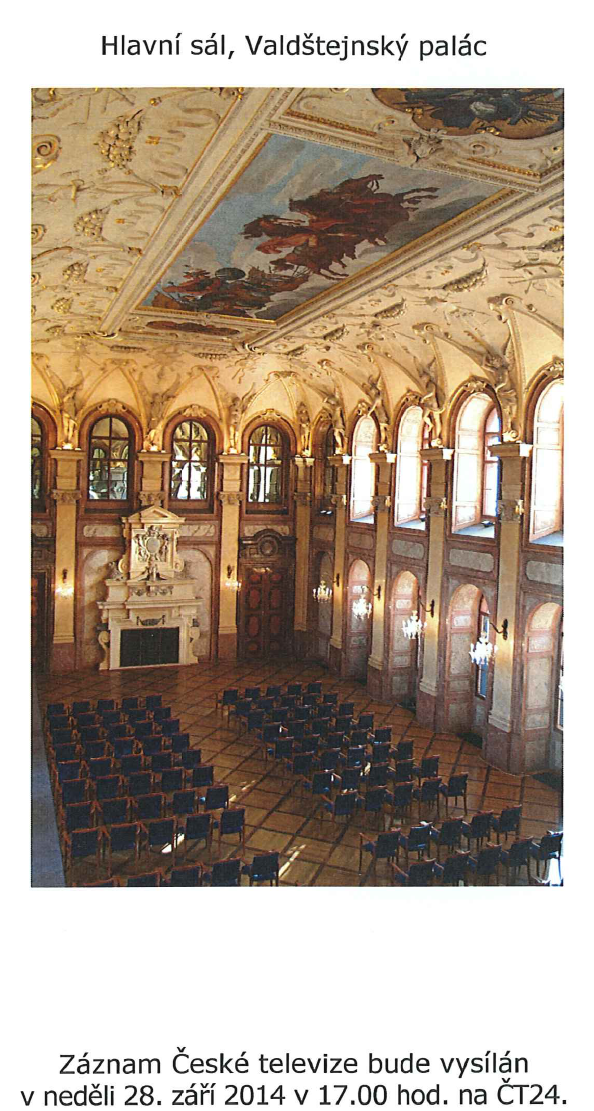 Hlavní sál, Valdštejnský palác
Záznam České televize bude vysílán
v neděli 28. září 2014 v 17.00 hod. na ČT24.